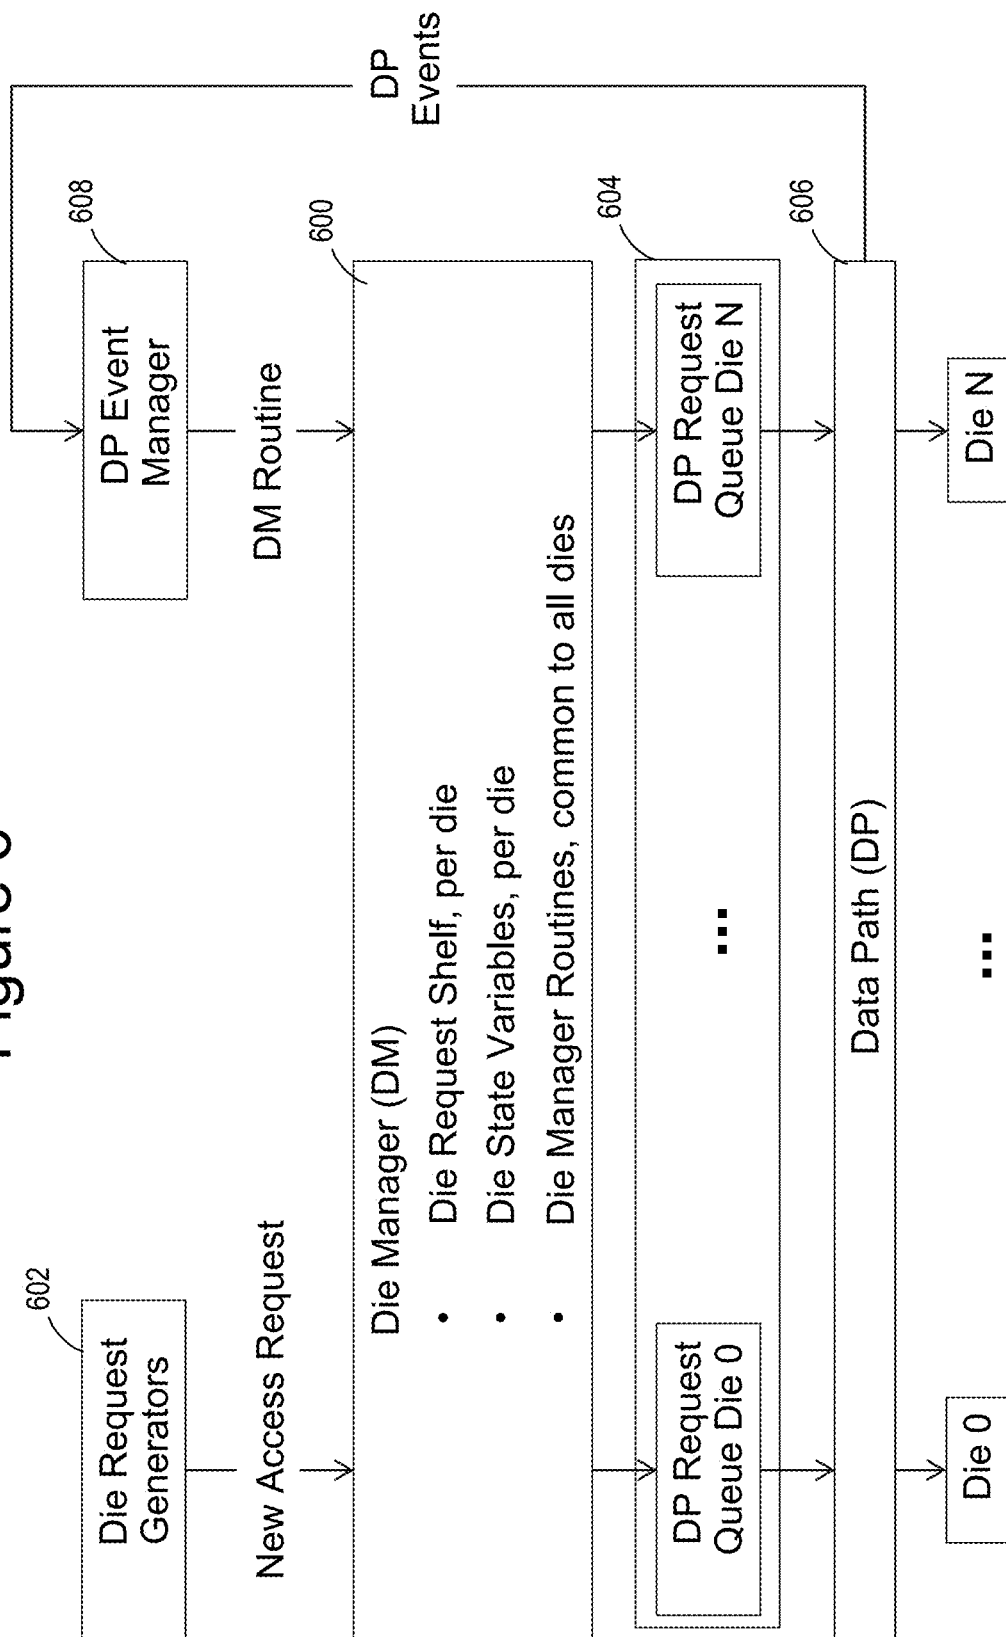 602
Die Request
Generators
New Access Request
DP
Events
608
DP Event
Manager
DM Routine
600
Die Manager (DM)
• Die Request Shelf, per die
• Die State Variables, per die
• Die Manager Routines, common to all dies
604
DP Request
Queue Die 0
...
DP Request
Queue Die N
606
Data Path (DP)
Die 0
...
Die N